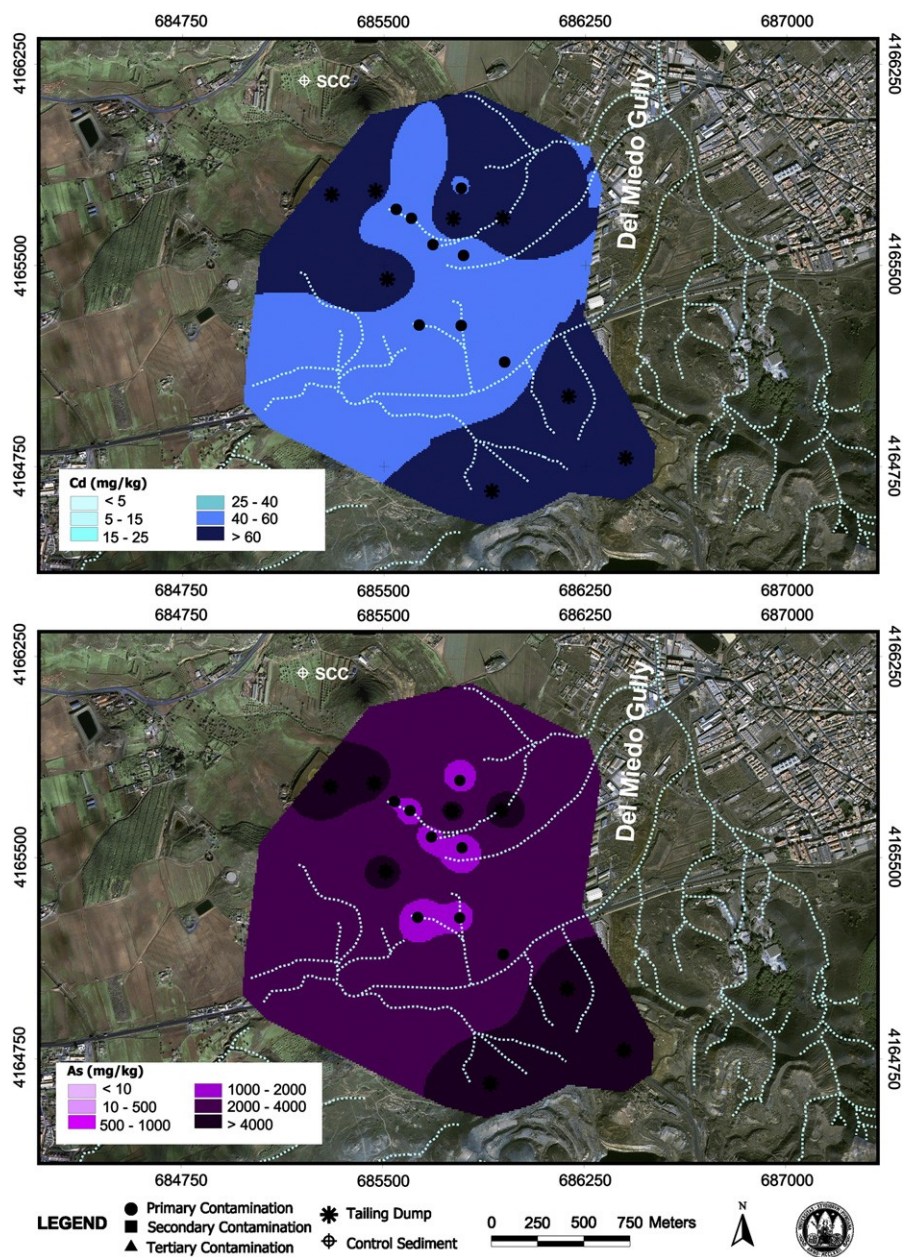 684750 685500 686250 687000
4166250 4166250
SCC
Del Miedo Gully
4165500 4165500
4164750 4164750
Cd (mg/kg)
< 5 25 - 40
5 - 15 40 - 60
15 - 25 > 60
684750 685500 686250 687000
684750 685500 686250 687000
4166250 4166250
SCC
Del Miedo Gully
4165500 4165500
4164750 4164750
As (mg/kg)
< 10 1000 - 2000
10 - 500 2000 - 4000
500 - 1000 > 4000
684750 685500 686250 687000
LEGEND
Primary Contamination
Secondary Contamination
Tertiary Contamination
Tailing Dump
Control Sediment
0 250 500 750 Meters
N